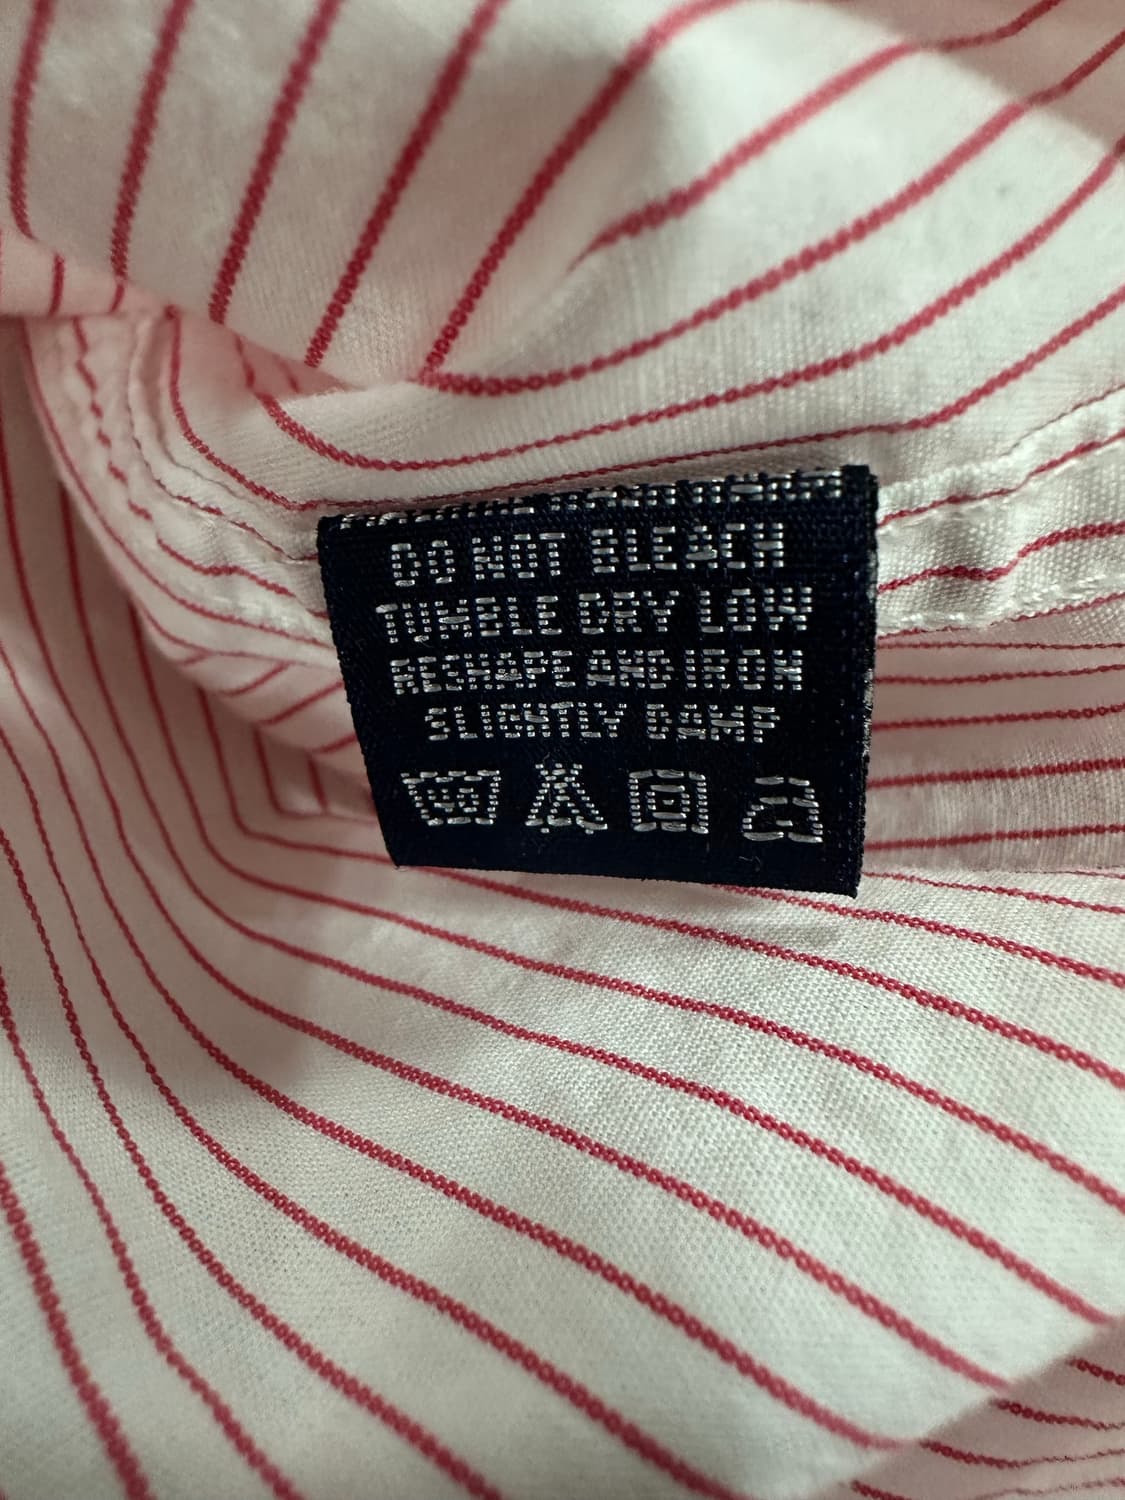 DO NOT BLEACH
TUMBLE DRY LOW
RESHAPE AND IRON
SLIGHTLY DAMP